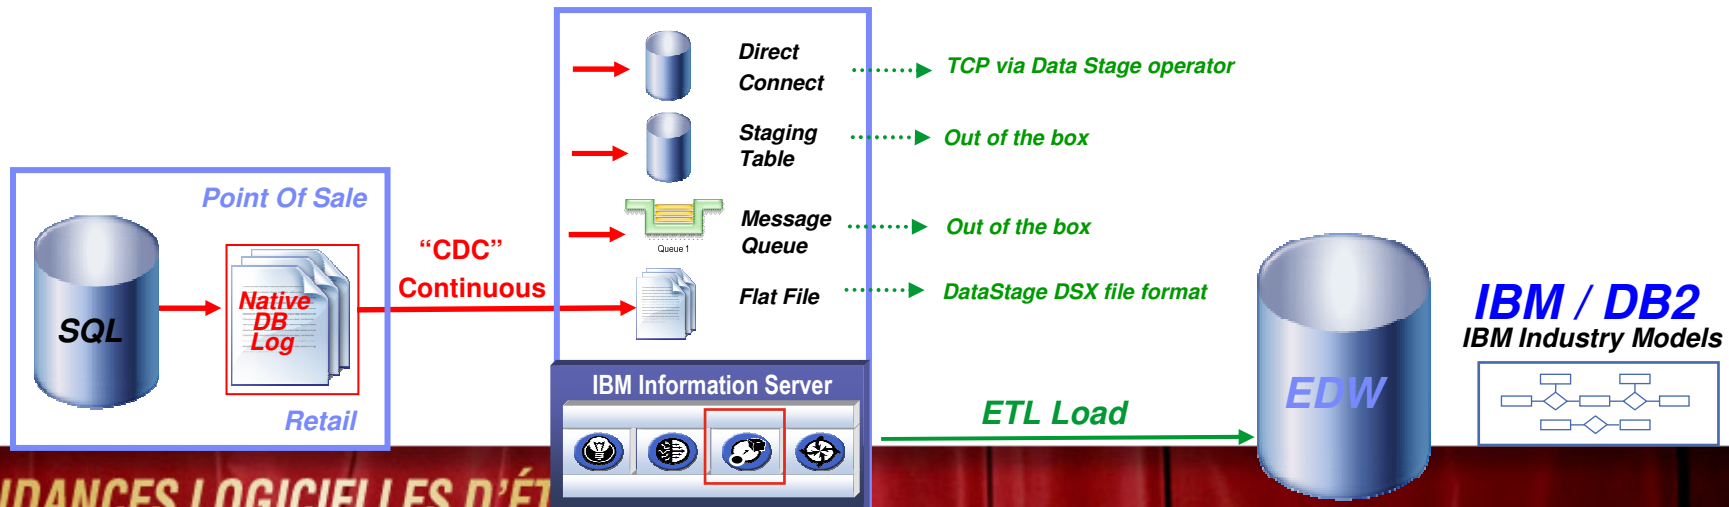 Point Of Sale
SQL
Native
DB
Log
Retail
“CDC”
Continuous
Direct
Connect
TCP via Data Stage operator
Staging
Table
Out of the box
Queue 1
Message
Queue
Out of the box
Flat File
DataStage DSX file format
IBM Information Server
ETL Load
EDW
IBM / DB2
IBM Industry Models
LOGICIELLES